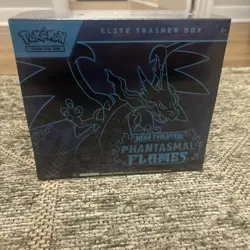 Pokémon
ELITE TRAINER BOX
MEGA EVOLUTION
PHANTASMAL
FLAMES